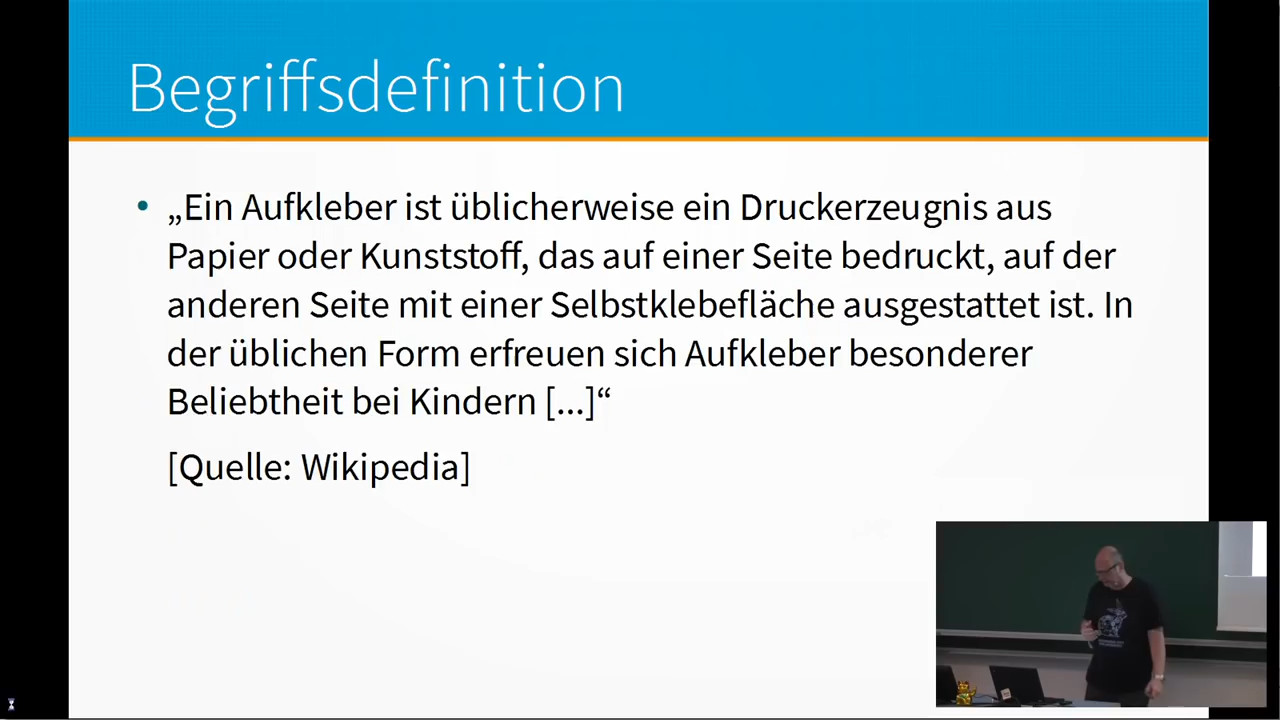 Begriffsdefinition
• „Ein Aufkleber ist üblicherweise ein Druckerzeugnis aus
Papier oder Kunststoff, das auf einer Seite bedruckt, auf der
anderen Seite mit einer Selbstklebefläche ausgestattet ist. In
der üblichen Form erfreuen sich Aufkleber besonderer
Beliebtheit bei Kindern [...]“
[Quelle: Wikipedia]